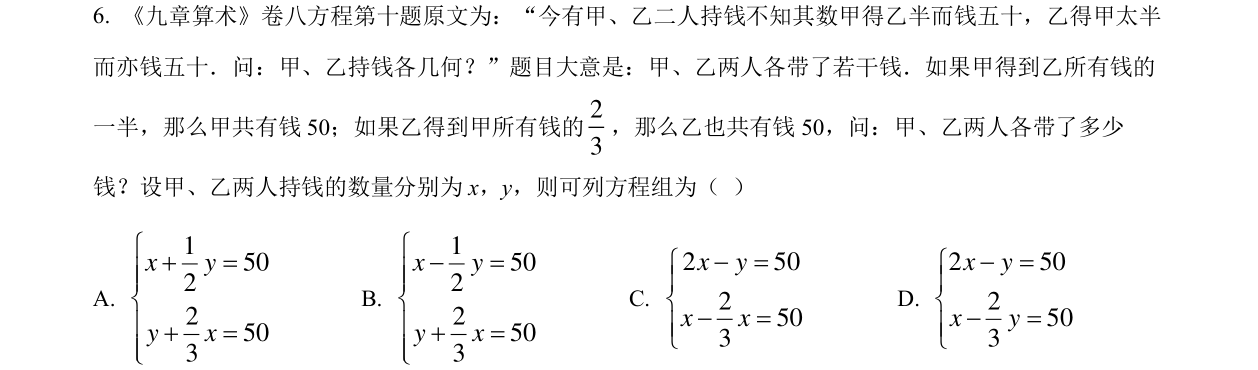 6. 《九章算术》卷八方程第十题原文为：“今有甲、乙二人持钱不知其数甲得乙半而钱五十，乙得甲太半
而亦钱五十．问：甲、乙持钱各几何？”题目大意是：甲、乙两人各带了若干钱．如果甲得到乙所有钱的
一半，那么甲共有钱 50；如果乙得到甲所有钱的 2/3 ，那么乙也共有钱 50，问：甲、乙两人各带了多少
钱？设甲、乙两人持钱的数量分别为 x，y，则可列方程组为（ ）
A. { x + 1/2 y = 50
y + 2/3 x = 50
B. { x − 1/2 y = 50
y + 2/3 x = 50
C. { 2x − y = 50
x − 2/3 x = 50
D. { 2x − y = 50
x − 2/3 y = 50